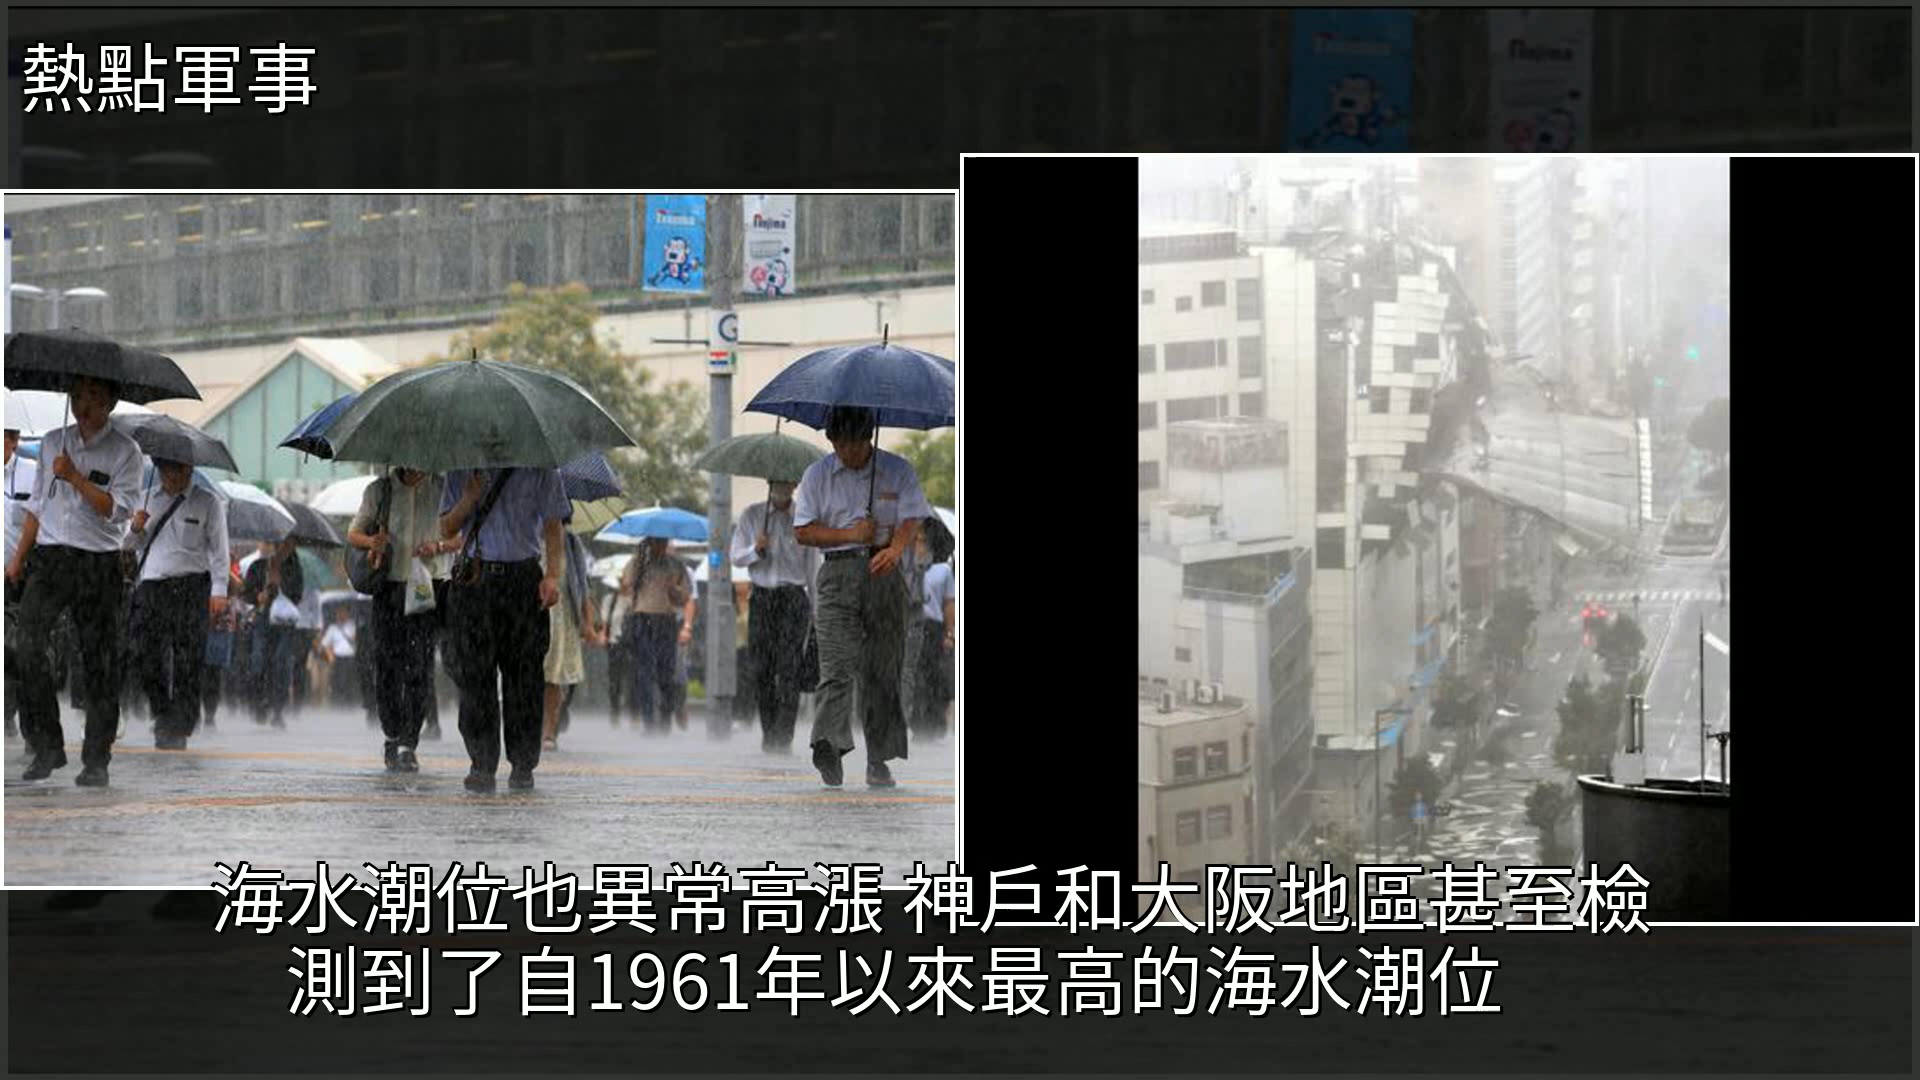 熱點軍事
Nojima
海水潮位也異常高漲 神戶和大阪地區甚至檢
測到了自1961年以來最高的海水潮位